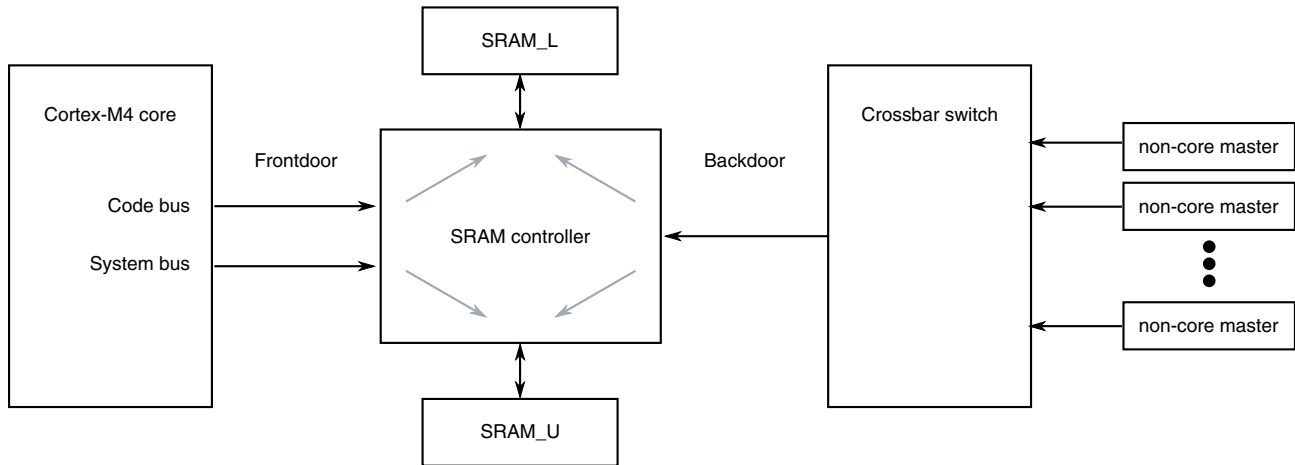 SRAM_L
Cortex-M4 core
Crossbar switch
non-core master
Frontdoor
Backdoor
Code bus
non-core master
SRAM controller
System bus
non-core master
SRAM_U